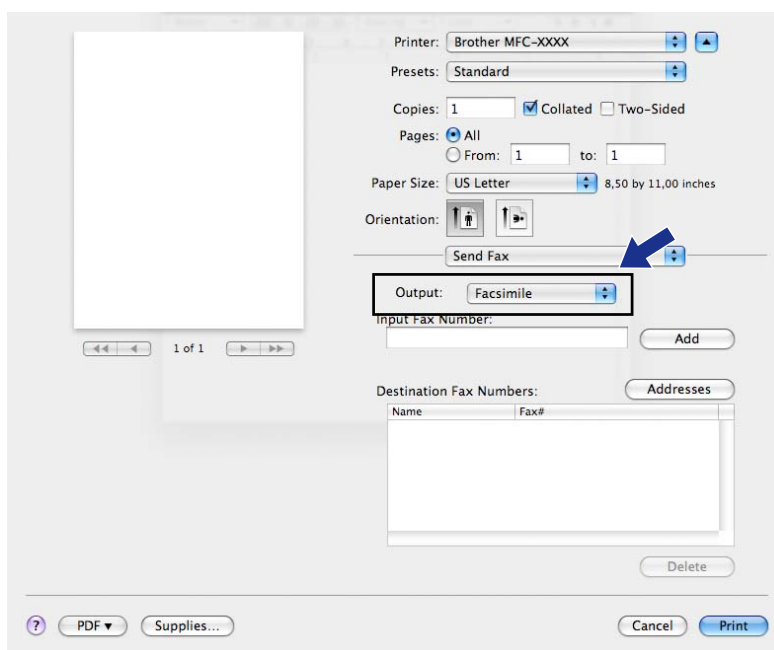 Printer: Brother MFC-XXXX
Presets: Standard
Copies: 1 Collated Two-Sided
Pages: All
From: 1 to: 1
Paper Size: US Letter 8,50 by 11,00 inches
Orientation:
Send Fax
Output: Facsimile
Input Fax Number:
Add
1 of 1
Destination Fax Numbers: Addresses
Name Fax#
Delete
? PDF Supplies... Cancel Print